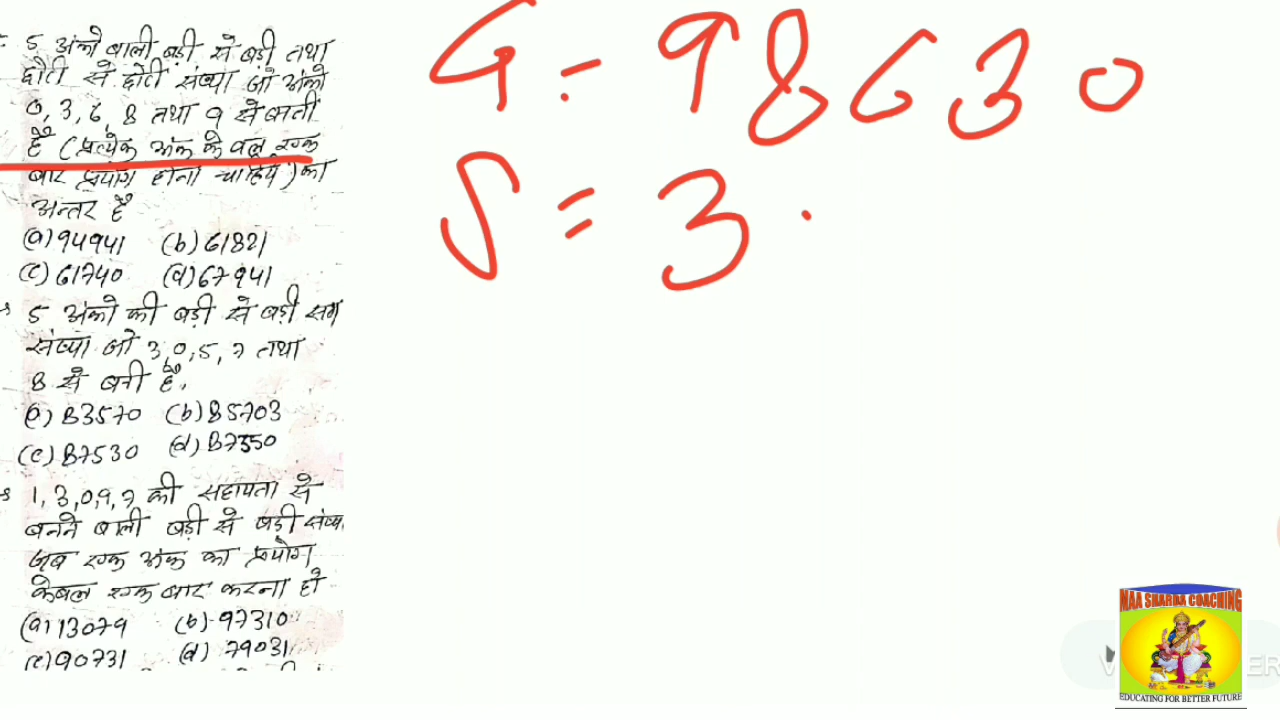 5 अंको बाली बड़ी से बड़ी तथा
छोटी से छोटी संख्या जो अंको
0, 3, 6, 8 तथा 9 से बनती
है (प्रत्येक अंक केवल एक
बार प्रयोग होना चाहिये) का
अन्तर है
(a) 94941 (b) 61821
(c) 61740 (d) 67941
5 अंको की बड़ी से बड़ी सम
संख्या जो 3,0,5,7 तथा
8 से बनी है.
(a) 83570 (b) 85703
(c) 87530 (d) 87350
1, 3,0,9,7 की सहायता से
बनने बाली बड़ी से बड़ी संख्या
जब एक अंक का प्रयोग
केबल एक बार करना हो
(a) 13079 (b) 97310
(c) 90731 (d) 79031
G = 98630
S = 3.
MAA SHARDA COACHING
EDUCATING FOR BETTER FUTURE